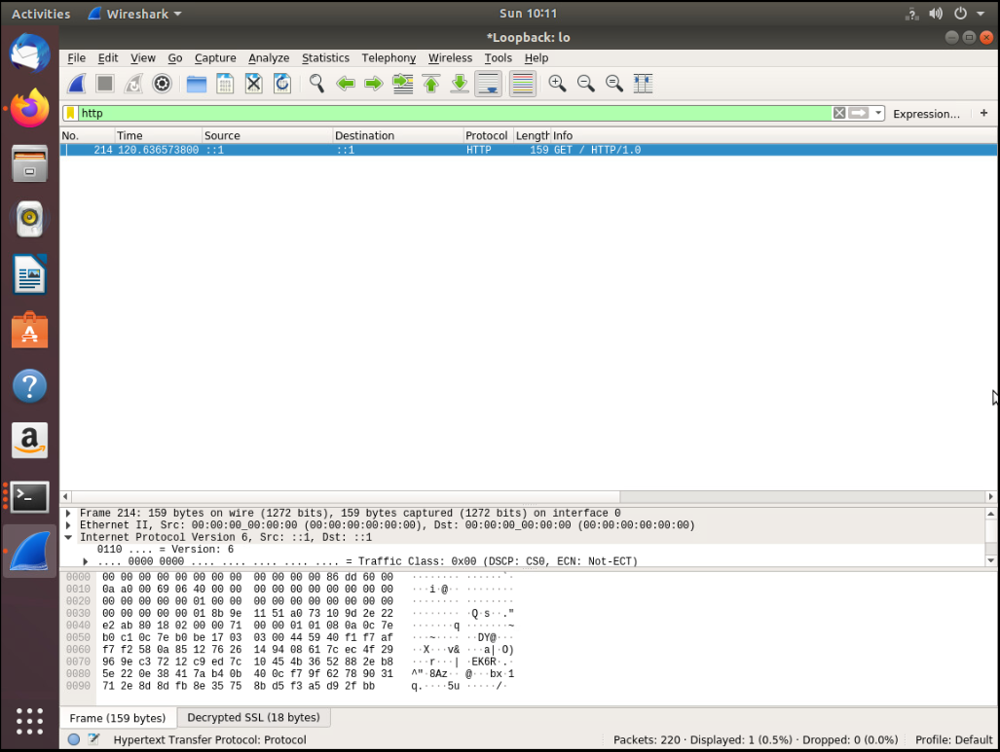 Activities Wireshark Sun 10:11
*Loopback: lo
File Edit View Go Capture Analyze Statistics Telephony Wireless Tools Help
http Expression... +
No. Time Source Destination Protocol Length Info
214 120.636573800 ::1 ::1 HTTP 159 GET / HTTP/1.0
Frame 214: 159 bytes on wire (1272 bits), 159 bytes captured (1272 bits) on interface 0
Ethernet II, Src: 00:00:00_00:00:00 (00:00:00:00:00:00), Dst: 00:00:00_00:00:00 (00:00:00:00:00:00)
Internet Protocol Version 6, Src: ::1, Dst: ::1
0110 .... = Version: 6
.... 0000 0000 .... .... .... .... .... = Traffic Class: 0x00 (DSCP: CS0, ECN: Not-ECT)
0000 00 00 00 00 00 00 00 00 00 00 00 00 86 dd 60 00 ········ ······`·
0010 0a a0 00 69 06 40 00 00 00 00 00 00 00 00 00 00 ···i·@·· ········
0020 00 00 00 00 00 01 00 00 00 00 00 00 00 00 00 00 ········ ········
0030 00 00 00 00 00 01 8b 9e 11 51 a0 73 10 9d 2e 22 ········ ·Q·s··."
0040 e2 ab 80 18 02 00 00 71 00 00 01 01 08 0a 0c 7e ·······q ·······~
0050 b0 c1 0c 7e b0 be 17 03 03 00 44 59 40 f1 f7 af ···~···· ··DY@···
0060 f7 f2 58 0a 85 12 76 26 14 94 08 61 7c ec 4f 29 ··X···v& ···a|·O)
0070 96 9e c3 72 12 c9 ed 7c 10 45 4b 36 52 88 2e b8 ···r···| ·EK6R·.·
0080 5e 22 0e 38 41 7a b4 0b 40 0c f7 9f 62 78 90 31 ^"·8Az·· @···bx·1
0090 71 2e 8d 8d fb 8e 35 75 8b d5 f3 a5 d9 2f bb q.····5u ·····/·
Frame (159 bytes) Decrypted SSL (18 bytes)
Hypertext Transfer Protocol: Protocol Packets: 220 · Displayed: 1 (0.5%) · Dropped: 0 (0.0%) Profile: Default